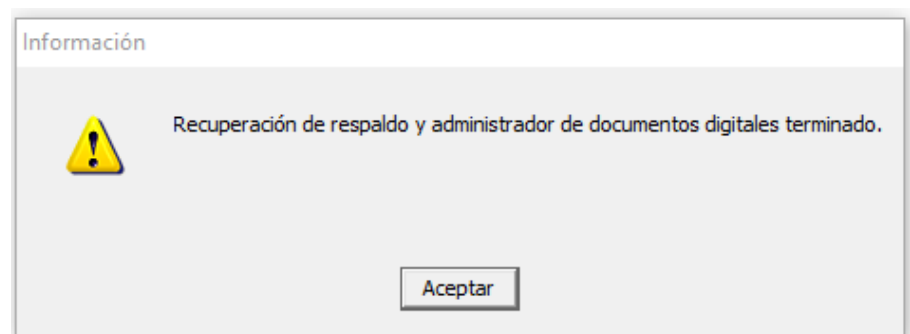 Información
Recuperación de respaldo y administrador de documentos digitales terminado.
Aceptar